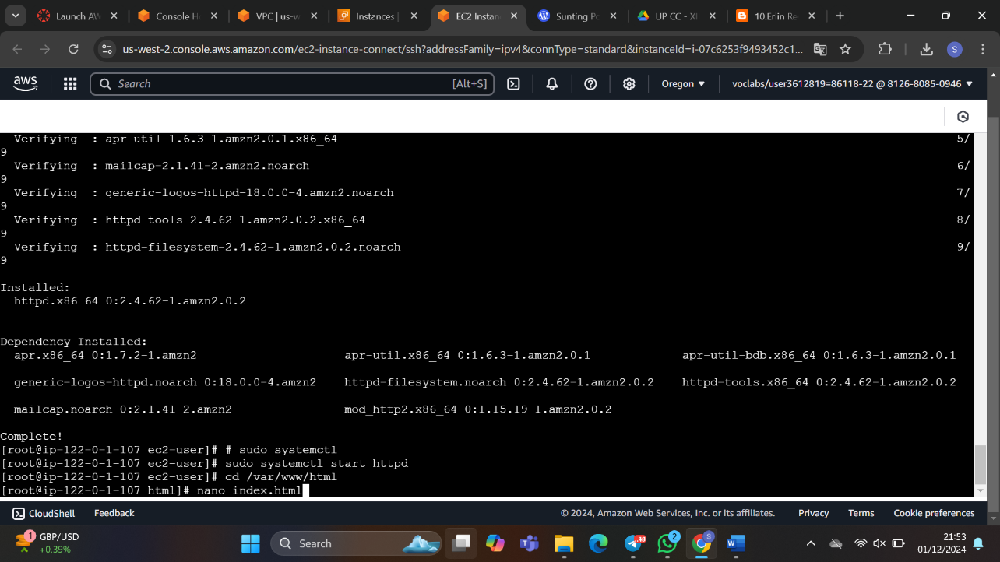 Launch AW
Console H
VPC | us-w
Instances |
EC2 Instan
Sunting Po
UP CC - XI
10.Erlin Re
us-west-2.console.aws.amazon.com/ec2-instance-connect/ssh?addressFamily=ipv4&connType=standard&instanceId=i-07c6253f9493452c1...
S
aws
Search
[Alt+S]
Oregon
voclabs/user3612819=86118-22 @ 8126-8085-0946
Verifying : apr-util-1.6.3-1.amzn2.0.1.x86_64 5/
9
Verifying : mailcap-2.1.41-2.amzn2.noarch 6/
9
Verifying : generic-logos-httpd-18.0.0-4.amzn2.noarch 7/
9
Verifying : httpd-tools-2.4.62-1.amzn2.0.2.x86_64 8/
9
Verifying : httpd-filesystem-2.4.62-1.amzn2.0.2.noarch 9/
9
Installed:
httpd.x86_64 0:2.4.62-1.amzn2.0.2
Dependency Installed:
apr.x86_64 0:1.7.2-1.amzn2 apr-util.x86_64 0:1.6.3-1.amzn2.0.1 apr-util-bdb.x86_64 0:1.6.3-1.amzn2.0.1
generic-logos-httpd.noarch 0:18.0.0-4.amzn2 httpd-filesystem.noarch 0:2.4.62-1.amzn2.0.2 httpd-tools.x86_64 0:2.4.62-1.amzn2.0.2
mailcap.noarch 0:2.1.41-2.amzn2 mod_http2.x86_64 0:1.15.19-1.amzn2.0.2
Complete!
[root@ip-122-0-1-107 ec2-user]# # sudo systemctl
[root@ip-122-0-1-107 ec2-user]# sudo systemctl start httpd
[root@ip-122-0-1-107 ec2-user]# cd /var/www/html
[root@ip-122-0-1-107 html]# nano index.html
CloudShell
Feedback
© 2024, Amazon Web Services, Inc. or its affiliates.
Privacy
Terms
Cookie preferences
1
GBP/USD
+0,39%
Search
48
2
S
21:53
01/12/2024